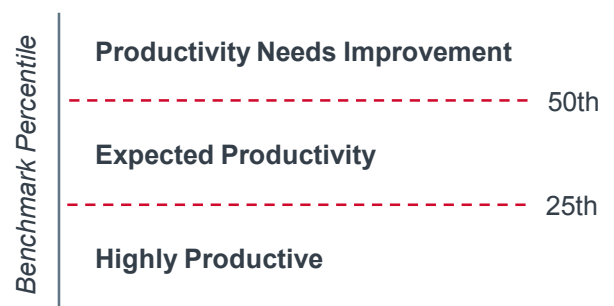 Benchmark Percentile
Productivity Needs Improvement
50th
Expected Productivity
25th
Highly Productive